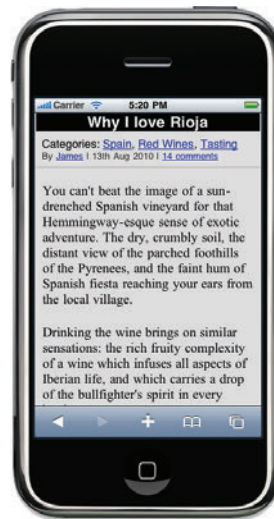 Carrier 5:20 PM
Why I love Rioja
Categories: Spain, Red Wines, Tasting
By James | 13th Aug 2010 | 14 comments
You can't beat the image of a sun-
drenched Spanish vineyard for that
Hemmingway-esque sense of exotic
adventure. The dry, crumbly soil, the
distant view of the parched foothills
of the Pyrenees, and the faint hum of
Spanish fiesta reaching your ears from
the local village.
Drinking the wine brings on similar
sensations: the rich fruity complexity
of a wine which infuses all aspects of
Iberian life, and which carries a drop
of the bullfighter's spirit in every